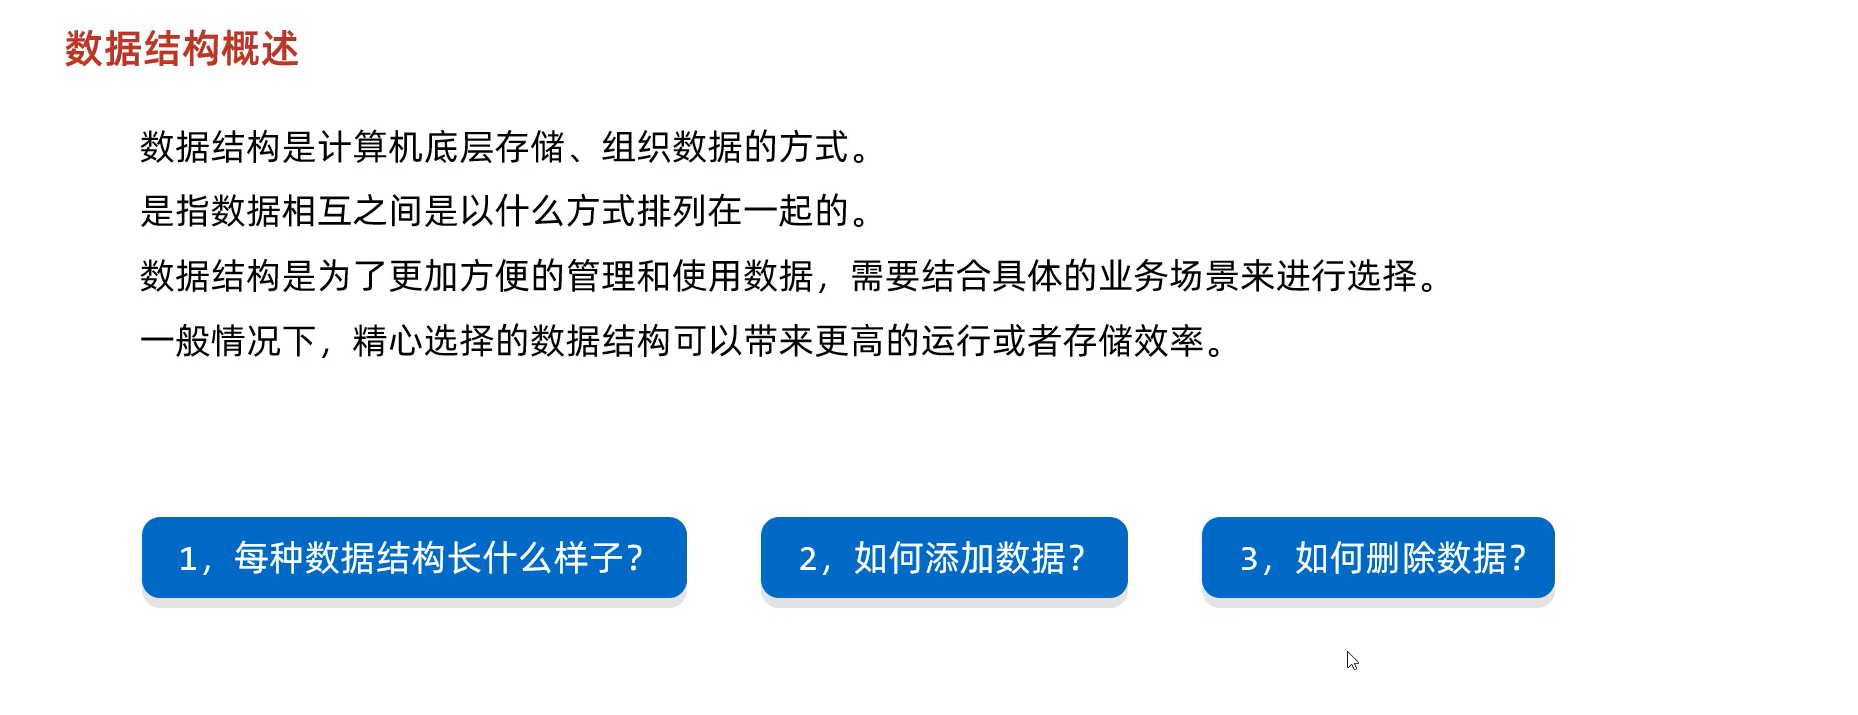 数据结构概述
数据结构是计算机底层存储、组织数据的方式。
是指数据相互之间是以什么方式排列在一起的。
数据结构是为了更加方便的管理和使用数据，需要结合具体的业务场景来进行选择。
一般情况下，精心选择的数据结构可以带来更高的运行或者存储效率。
1，每种数据结构长什么样子？
2，如何添加数据？
3，如何删除数据？